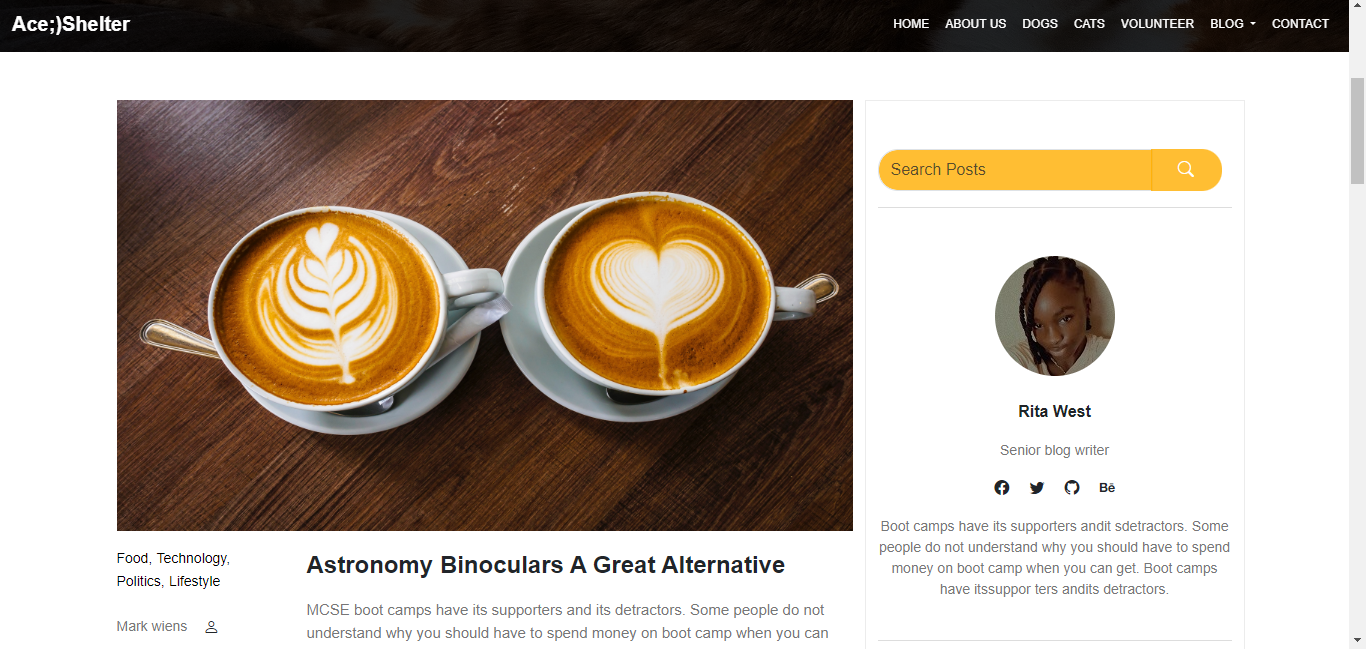 Ace;)Shelter
HOME ABOUT US DOGS CATS VOLUNTEER BLOG CONTACT
Food, Technology,
Politics, Lifestyle
Mark wiens
Astronomy Binoculars A Great Alternative
MCSE boot camps have its supporters and its detractors. Some people do not
understand why you should have to spend money on boot camp when you can
Search Posts
Rita West
Senior blog writer
Bē
Boot camps have its supporters andit sdetractors. Some
people do not understand why you should have to spend
money on boot camp when you can get. Boot camps
have itssuppor ters andits detractors.